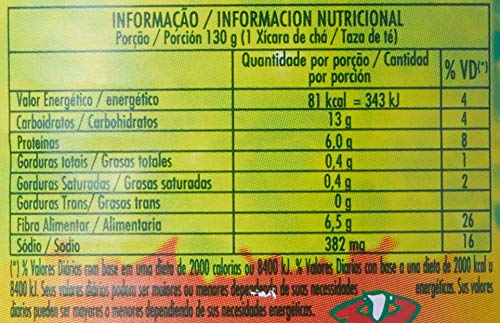 INFORMAÇÃO / INFORMACION NUTRICIONAL
Porção / Porción 130 g (1 Xícara de chá / Taza de té)
Quantidade por porção / Cantidad por porción % VD(*)
Valor Energético / energético 81 kcal = 343 kJ 4
Carboidratos / Carbohidratos 13 g 4
Proteínas 6,0 g 8
Gorduras totais / Grasas totales 0,4 g 1
Gorduras Saturadas / Grasas saturadas 0,4 g 2
Gorduras Trans/ Grasas trans 0 g
Fibra Alimentar / Alimentaria 6,5 g 26
Sódio / Sodio 382 mg 16
(*) % Valores Diários com base em uma dieta de 2000 calorias ou 8400 kJ. % Valores Diarios con base a una dieta de 2000 kcal u
8400 kJ. Seus valores diários podem ser maiores ou menores dependendo de suas necessidades energéticas. Sus valores
diarios pueden ser mayores o menores dependiendo de sus necesidades energéticas.